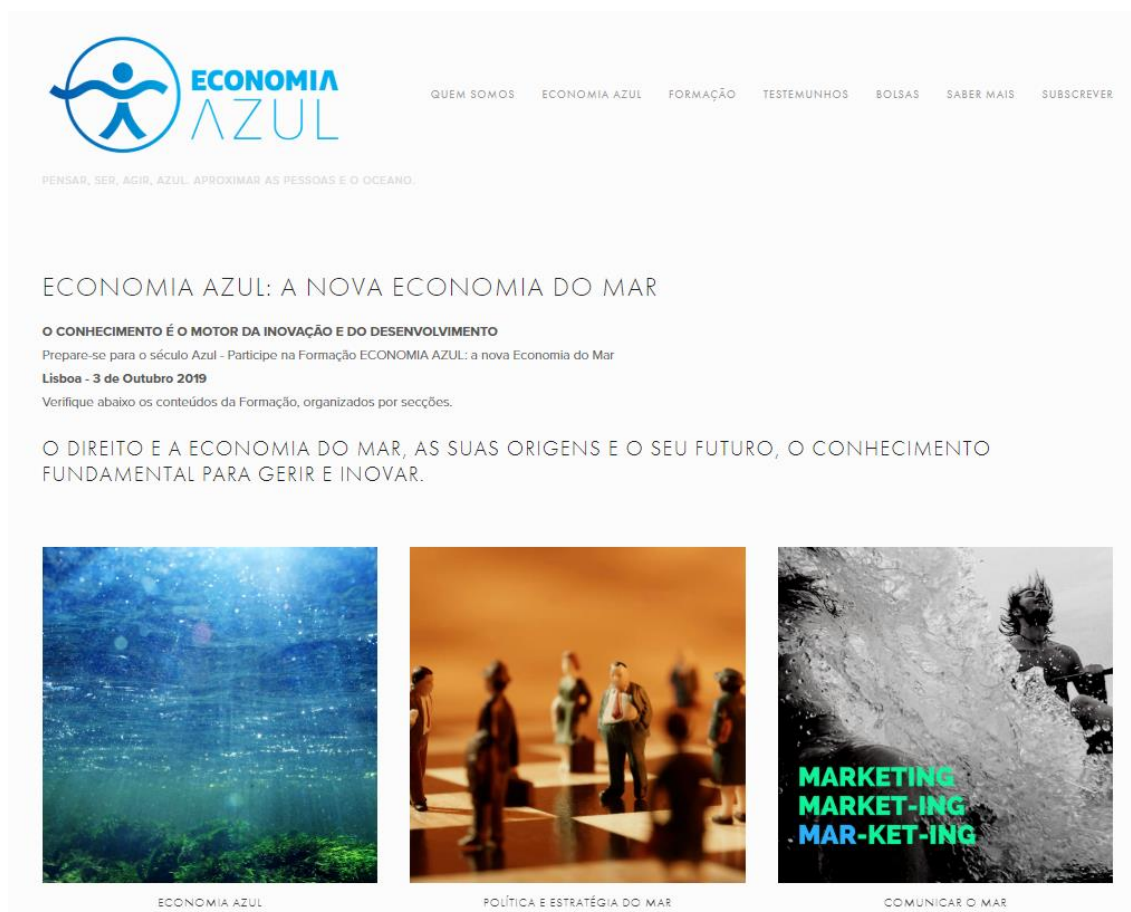 ECONOMIA
AZUL
QUEM SOMOS ECONOMIA AZUL FORMAÇÃO TESTEMUNHOS BOLSAS SABER MAIS SUBSCREVER
PENSAR, SER, AGIR, AZUL. APROXIMAR AS PESSOAS E O OCEANO.
ECONOMIA AZUL: A NOVA ECONOMIA DO MAR
O CONHECIMENTO É O MOTOR DA INOVAÇÃO E DO DESENVOLVIMENTO
Prepare-se para o século Azul - Participe na Formação ECONOMIA AZUL: a nova Economia do Mar
Lisboa - 3 de Outubro 2019
Verifique abaixo os conteúdos da Formação, organizados por secções.
O DIREITO E A ECONOMIA DO MAR, AS SUAS ORIGENS E O SEU FUTURO, O CONHECIMENTO
FUNDAMENTAL PARA GERIR E INOVAR.
MARKETING
MARKET-ING
MAR-KET-ING
ECONOMIA AZUL POLÍTICA E ESTRATÉGIA DO MAR COMUNICAR O MAR